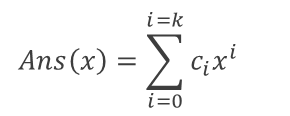 i=k
Ans(x) = ∑ cᵢxⁱ
i=0